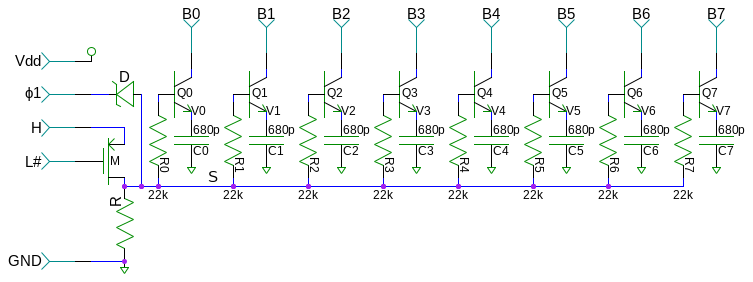 B0 B1 B2 B3 B4 B5 B6 B7
Vdd
D
ϕ1 Q0 Q1 Q2 Q3 Q4 Q5 Q6 Q7
V0 V1 V2 V3 V4 V5 V6 V7
H 680p 680p 680p 680p 680p 680p 680p 680p
L# M R0 C0 R1 C1 R2 C2 R3 C3 R4 C4 R5 C5 R6 C6 R7 C7
S
R 22k 22k 22k 22k 22k 22k 22k 22k
GND